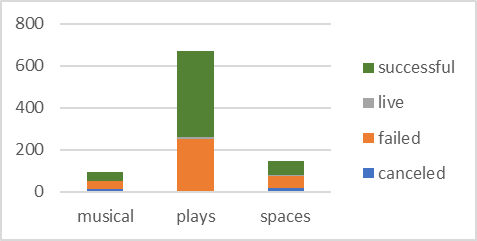 800
600
400
200
0
musical plays spaces
successful
live
failed
canceled